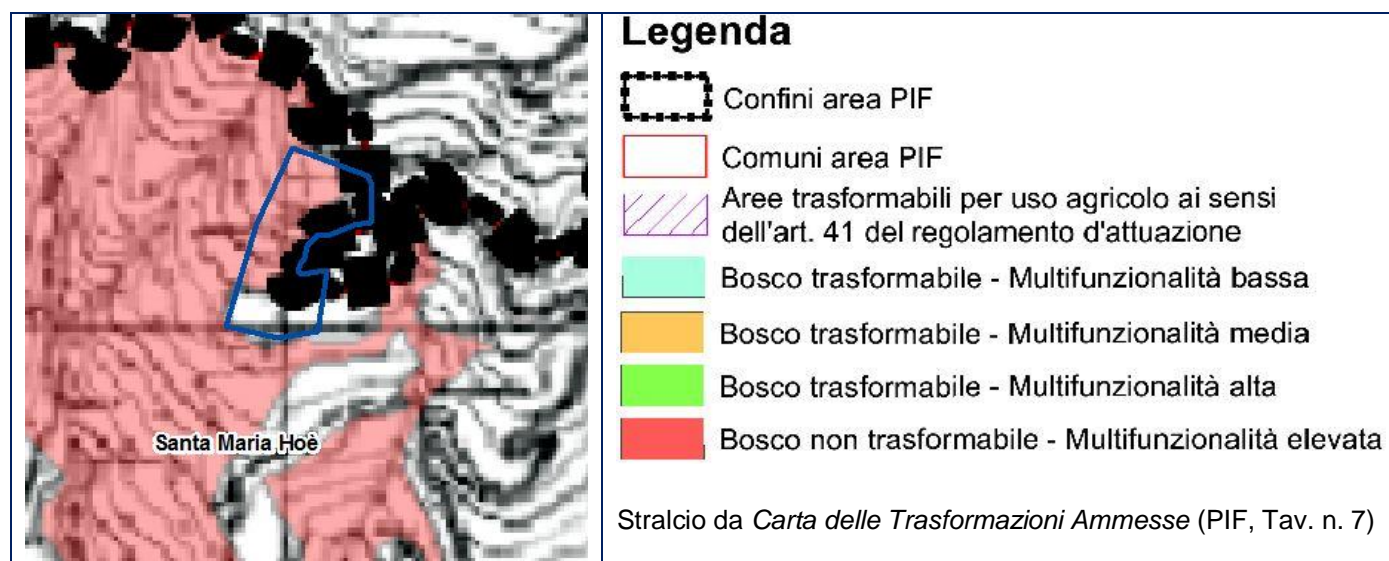 Santa Maria Hoè
Legenda
Confini area PIF
Comuni area PIF
Aree trasformabili per uso agricolo ai sensi
dell'art. 41 del regolamento d'attuazione
Bosco trasformabile - Multifunzionalità bassa
Bosco trasformabile - Multifunzionalità media
Bosco trasformabile - Multifunzionalità alta
Bosco non trasformabile - Multifunzionalità elevata
Stralcio da Carta delle Trasformazioni Ammesse (PIF, Tav. n. 7)